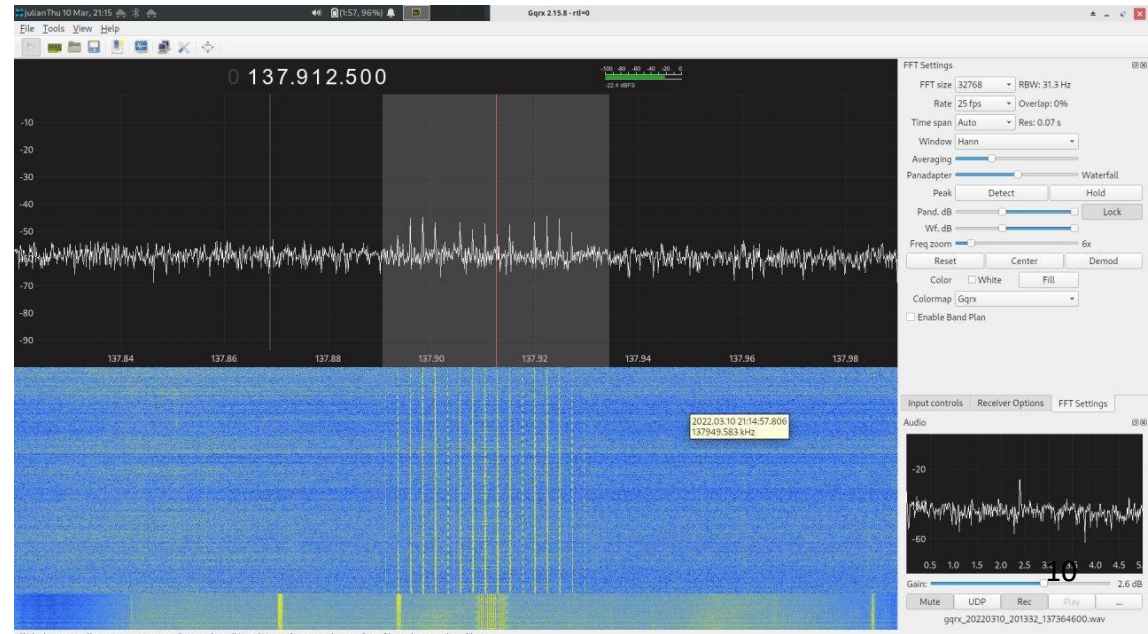 julian Thu 10 Mar, 21:15
(1:57, 96%)
Gqrx 2.15.8 - rtl=0
File Tools View Help
0 137.912.500
-100 -80 -60 -40 -20 0
-22.4 dBFS
-10
-20
-30
-40
-50
-70
-80
-90
137.84 137.86 137.88 137.90 137.92 137.94 137.96 137.98
2022.03.10 21:14:57.806
137949.583 kHz
FFT Settings
FFT size 32768 RBW: 31.3 Hz
Rate 25 fps Overlap: 0%
Time span Auto Res: 0.07 s
Window Hann
Averaging
Panadapter Waterfall
Peak Detect Hold
Pand. dB Lock
Wf. dB
Freq zoom 6x
Reset Center Demod
Color White Fill
Colormap Gqrx
Enable Band Plan
Input controls Receiver Options FFT Settings
Audio
-20
-60
0.5 1.0 1.5 2.0 2.5 4.0 4.5 5.
10
Gain: 2.6 dB
Mute UDP Rec Play ...
gqrx_20220310_201332_137364600.wav